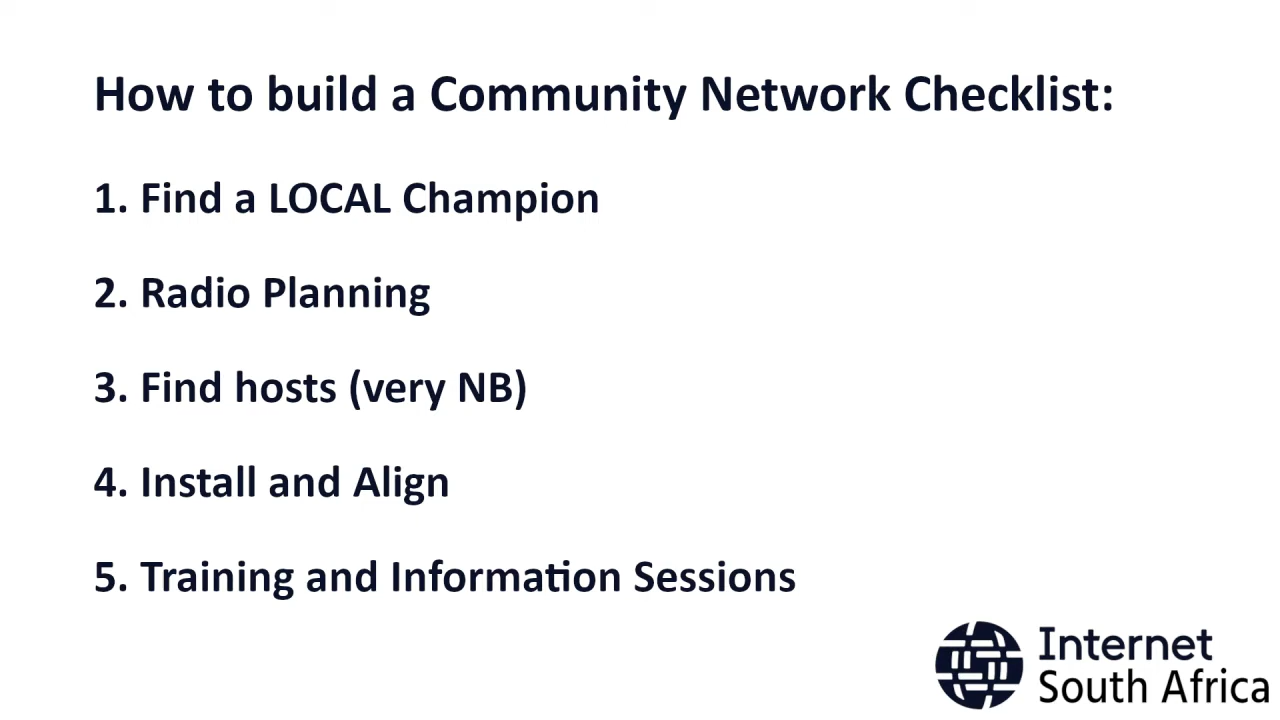 How to build a Community Network Checklist:
1. Find a LOCAL Champion
2. Radio Planning
3. Find hosts (very NB)
4. Install and Align
5. Training and Information Sessions
Internet
South Africa